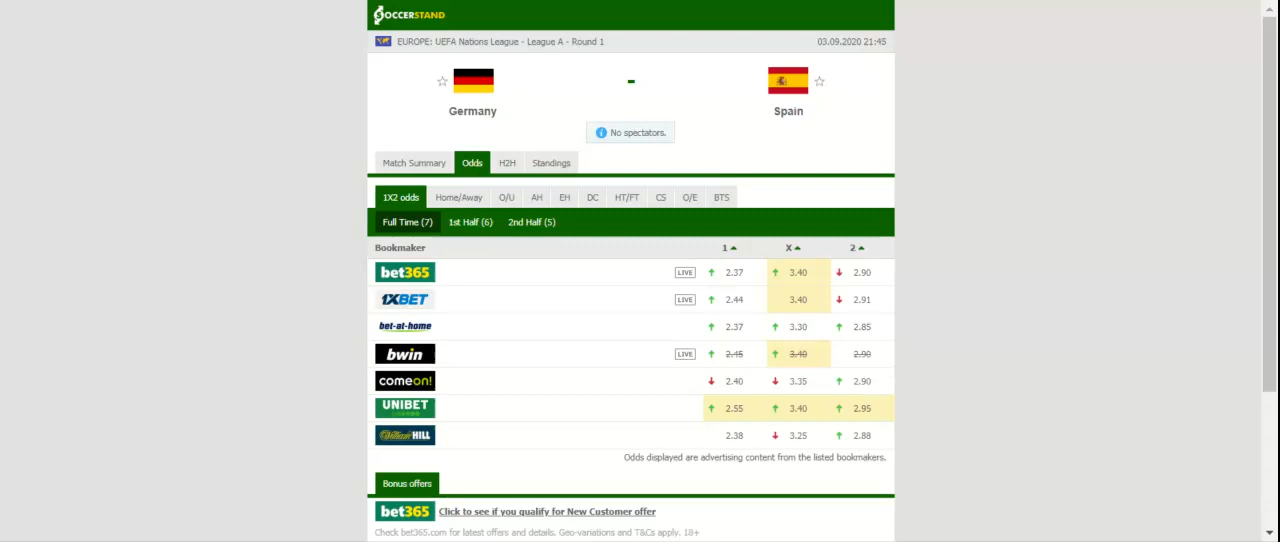 SOCCERSTAND
EUROPE: UEFA Nations League - League A - Round 1 03.09.2020 21:45
-
Germany Spain
No spectators.
Match Summary Odds H2H Standings
1X2 odds Home/Away O/U AH EH DC HT/FT CS O/E BTS
Full Time (7) 1st Half (6) 2nd Half (5)
Bookmaker 1 X 2
bet365 LIVE 2.37 3.40 2.90
1XBET LIVE 2.44 3.40 2.91
bet-at-home 2.37 3.30 2.85
bwin LIVE 2.45 3.40 2.90
comeon! 2.40 3.35 2.90
UNIBET 2.55 3.40 2.95
William HILL 2.38 3.25 2.88
Odds displayed are advertising content from the listed bookmakers.
Bonus offers
bet365 Click to see if you qualify for New Customer offer
Check bet365.com for latest offers and details. Geo-variations and T&Cs apply. 18+